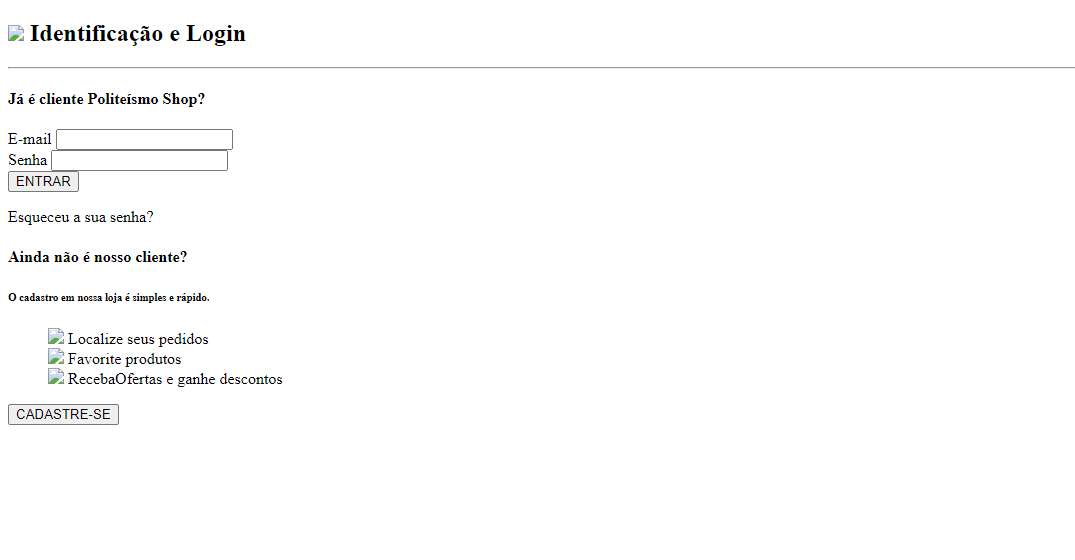 Identificação e Login
Já é cliente Politeísmo Shop?
E-mail
Senha
ENTRAR
Esqueceu a sua senha?
Ainda não é nosso cliente?
O cadastro em nossa loja é simples e rápido.
Localize seus pedidos
Favorite produtos
RecebaOfertas e ganhe descontos
CADASTRE-SE